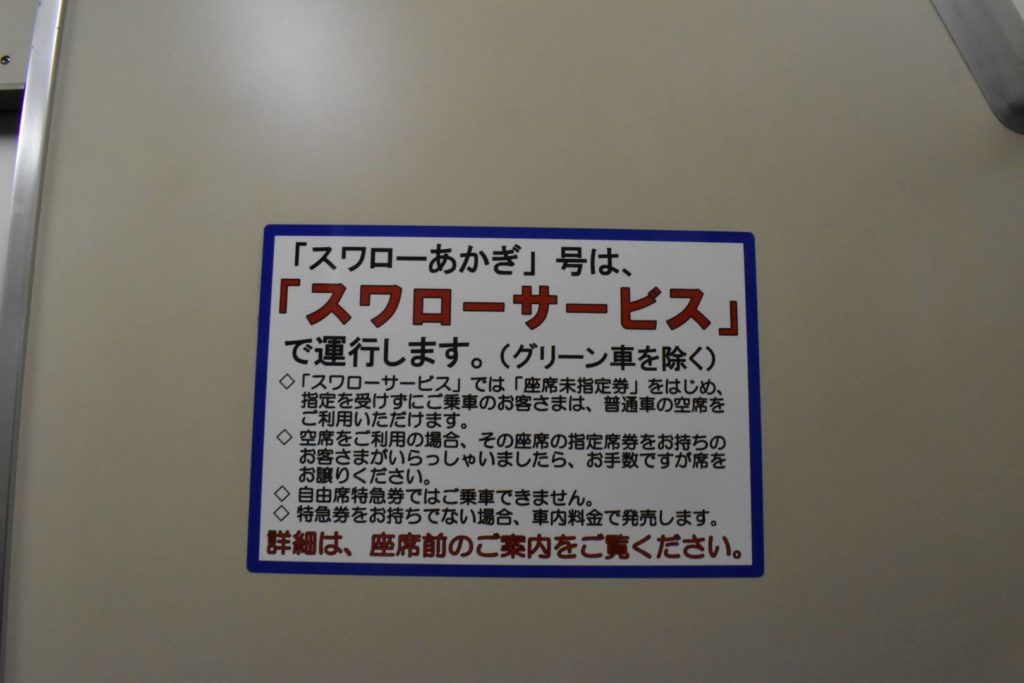 「スワローあかぎ」号は、
「スワローサービス」
で運行します。（グリーン車を除く）
◇「スワローサービス」では「座席未指定券」をはじめ、
指定を受けずにご乗車のお客さまは、普通車の空席を
ご利用いただけます。
◇ 空席をご利用の場合、その座席の指定席券をお持ちの
お客さまがいらっしゃいましたら、お手数ですが席を
お譲りください。
◇ 自由席特急券ではご乗車できません。
◇ 特急券をお持ちでない場合、車内料金で発売します。
詳細は、座席前のご案内をご覧ください。